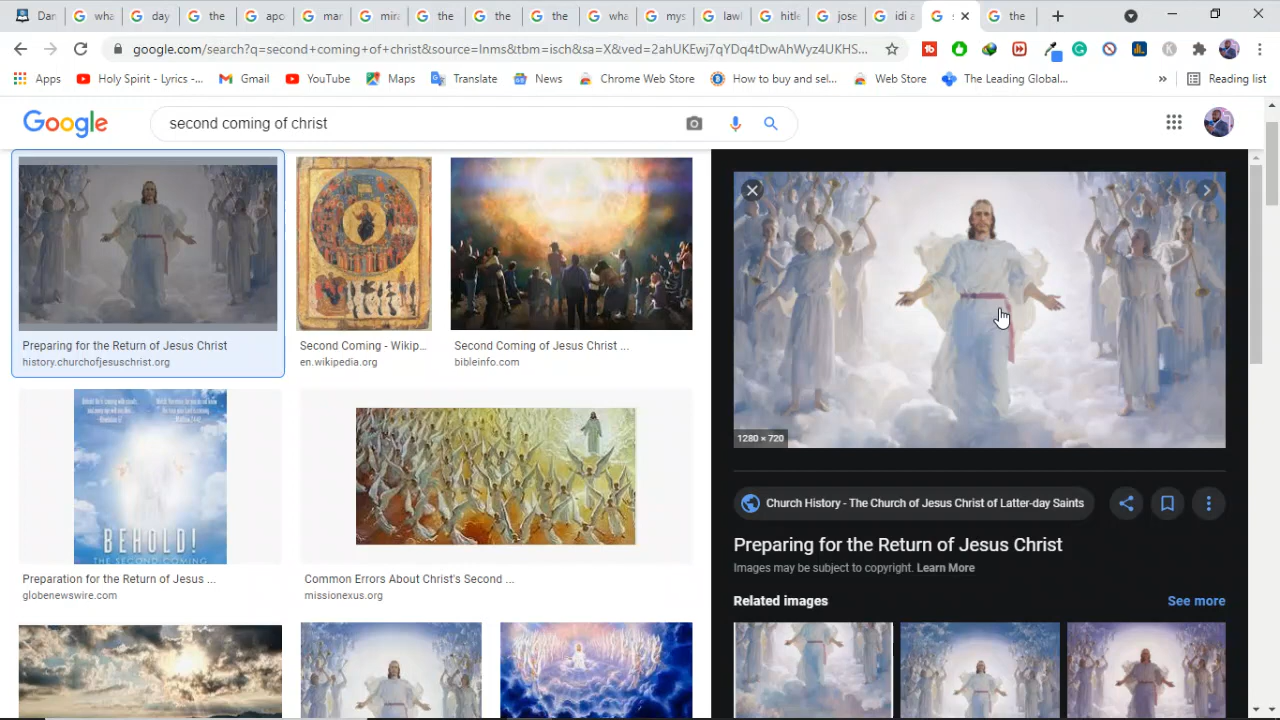 Dan
wha
day
the
apo
mar
mira
the
the
the
wha
mys
flawl
hitle
jose
idi a
s
the
google.com/search?q=second+coming+of+christ&source=lnms&tbm=isch&sa=X&ved=2ahUKEwj7qYDq4tDwAhWyz4UKHS...
Apps
Holy Spirit - Lyrics -...
Gmail
YouTube
Maps
Translate
News
Chrome Web Store
How to buy and sel...
Web Store
The Leading Global...
»
Reading list
Google
second coming of christ
Preparing for the Return of Jesus Christ
history.churchofjesuschrist.org
Second Coming - Wikip...
en.wikipedia.org
Second Coming of Jesus Christ ...
bibleinfo.com
BEHOLD!
THE SECOND COMING
Preparation for the Return of Jesus ...
globenewswire.com
Common Errors About Christ's Second ...
missionexus.org
1280 × 720
Church History - The Church of Jesus Christ of Latter-day Saints
Preparing for the Return of Jesus Christ
Images may be subject to copyright. Learn More
Related images
See more